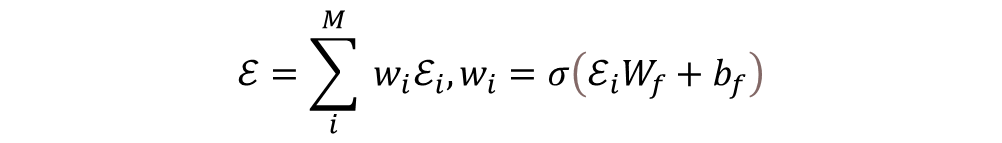 ℰ = ∑_{i}^{M} w_i ℰ_i, w_i = σ(ℰ_i W_f + b_f)